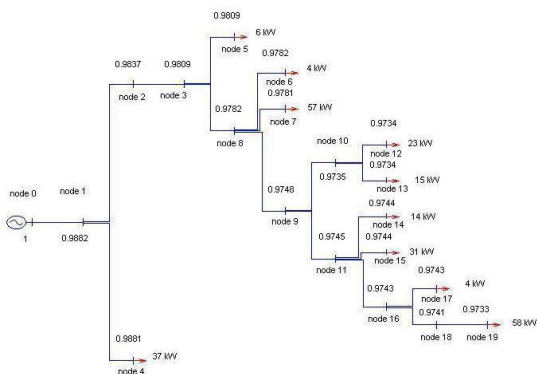 0.9809
6 kW
node 5
0.9837
0.9809
0.9782
4 kW
node 2
node 3
node 6
0.9781
0.9782
57 kW
node 7
node 8
0.9734
node 10
23 kW
node 12
0.9734
0.9735
15 kW
node 13
node 0
node 1
0.9748
0.9744
14 kW
node 9
node 14
1
0.9882
0.9745
0.9744
31 kW
node 11
node 15
0.9743
4 kW
0.9743
node 17
node 16
0.9741
0.9733
58 kW
node 18
node 19
0.9881
37 kW
node 4